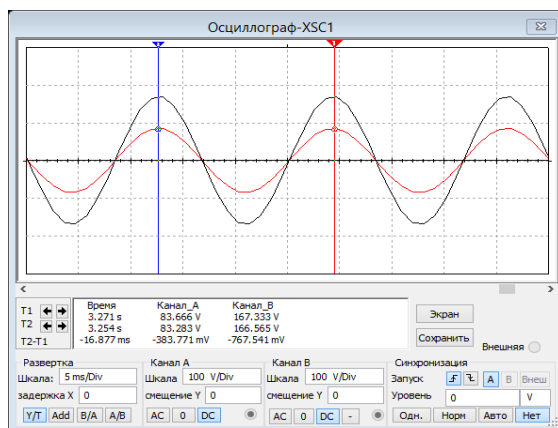 Осциллограф-XSC1
T1
T2
T2-T1
Время Канал_A Канал_B
3.271 s 83.666 V 167.333 V
3.254 s 83.283 V 166.565 V
-16.877 ms -383.771 mV -767.541 mV
Экран
Сохранить
Внешняя
Развертка
Шкала: 5 ms/Div
задержка X 0
Y/T Add B/A A/B
Канал A
Шкала 100 V/Div
смещение Y 0
AC 0 DC
Канал B
Шкала 100 V/Div
смещение Y 0
AC 0 DC -
Синхронизация
Запуск A B Внеш
Уровень 0 V
Одн. Норм Авто Нет